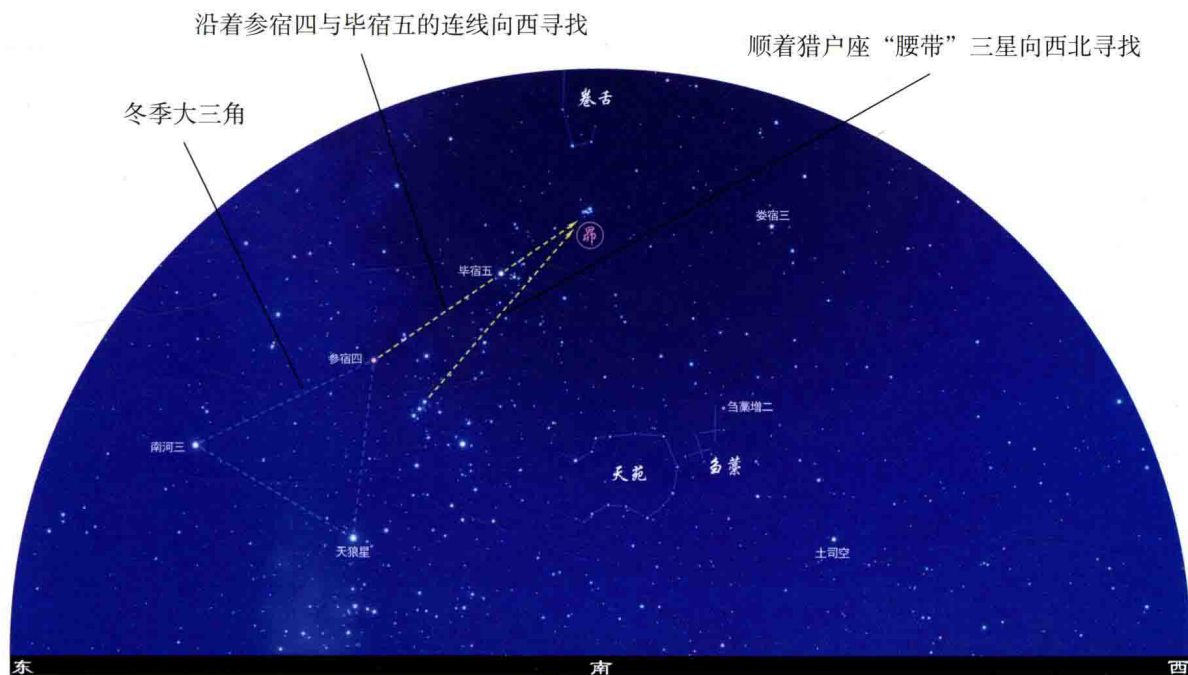 沿着参宿四与毕宿五的连线向西寻找
顺着猎户座“腰带”三星向西北寻找
冬季大三角
卷舌
娄宿三
昴
毕宿五
参宿四
刍藁增二
南河三
天苑
刍藁
天狼星
土司空
东
南
西